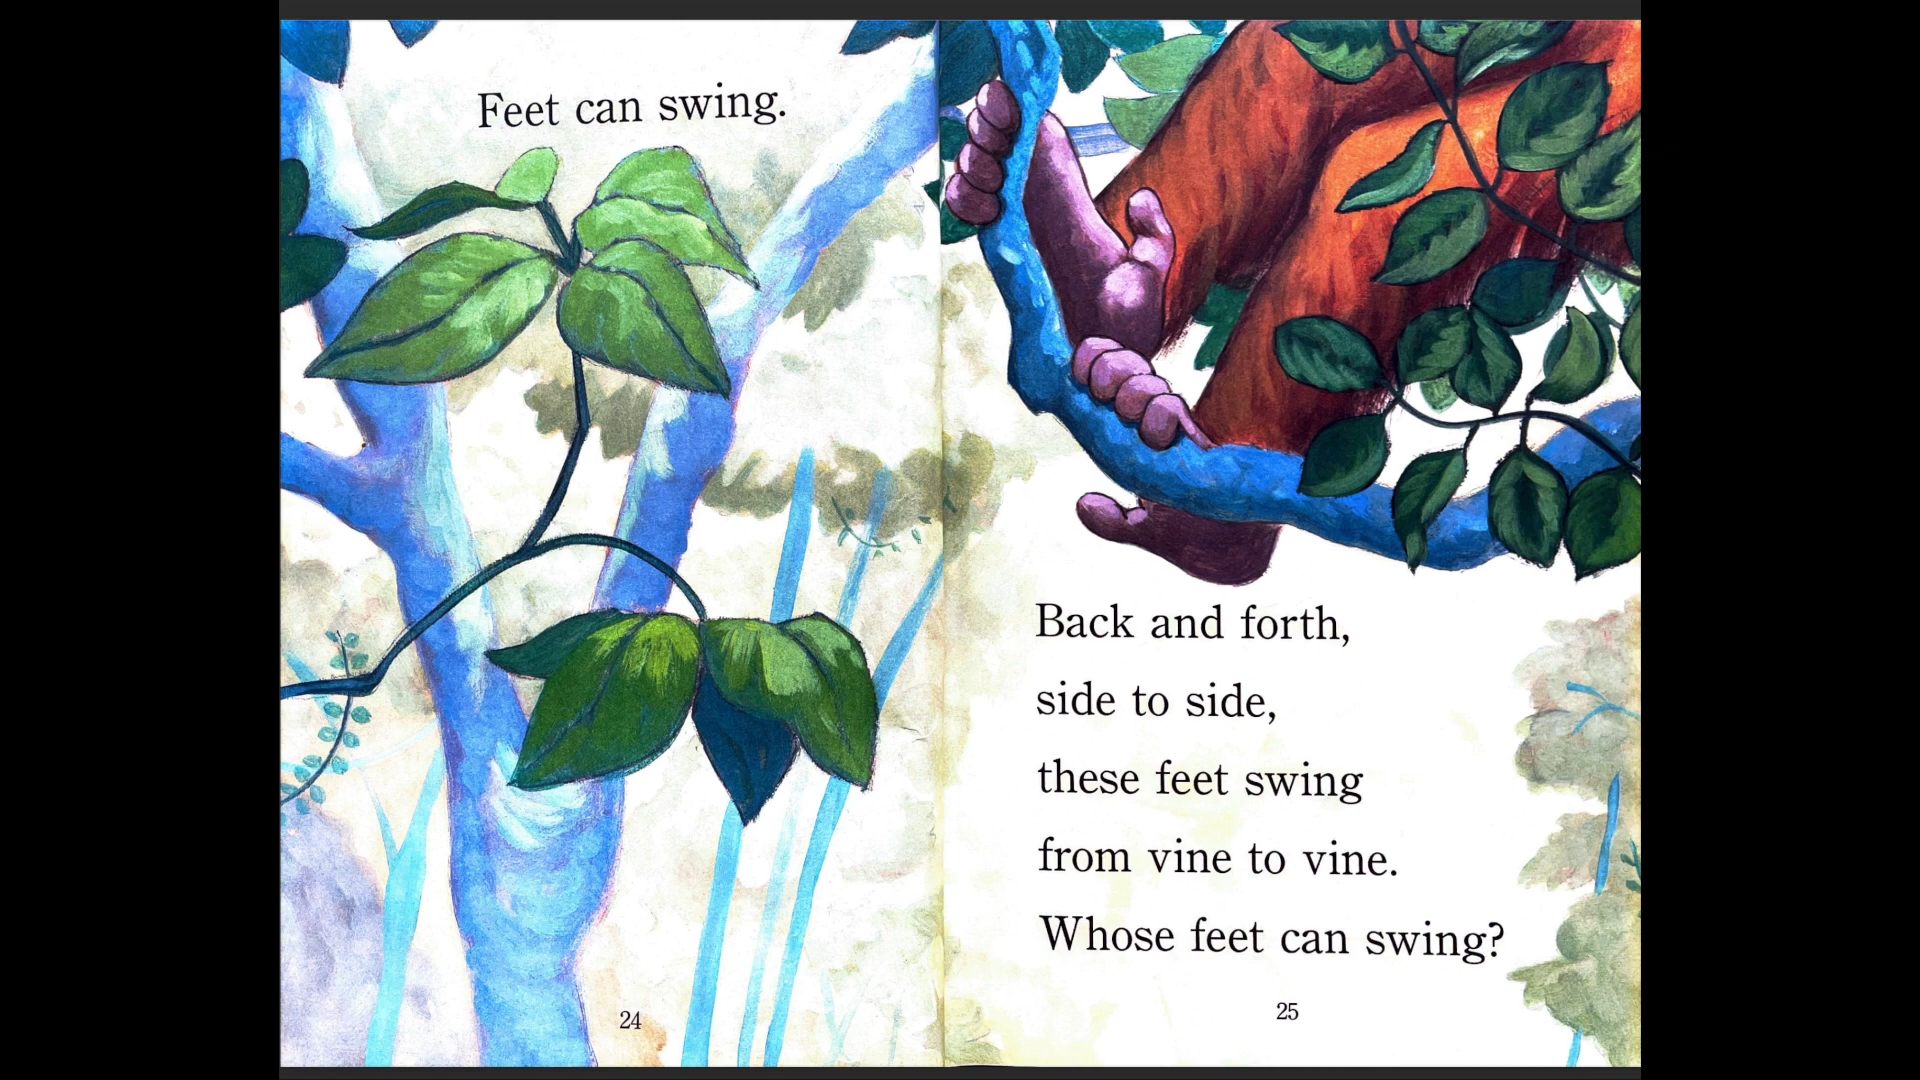 Feet can swing.
24
Back and forth,
side to side,
these feet swing
from vine to vine.
Whose feet can swing?
25